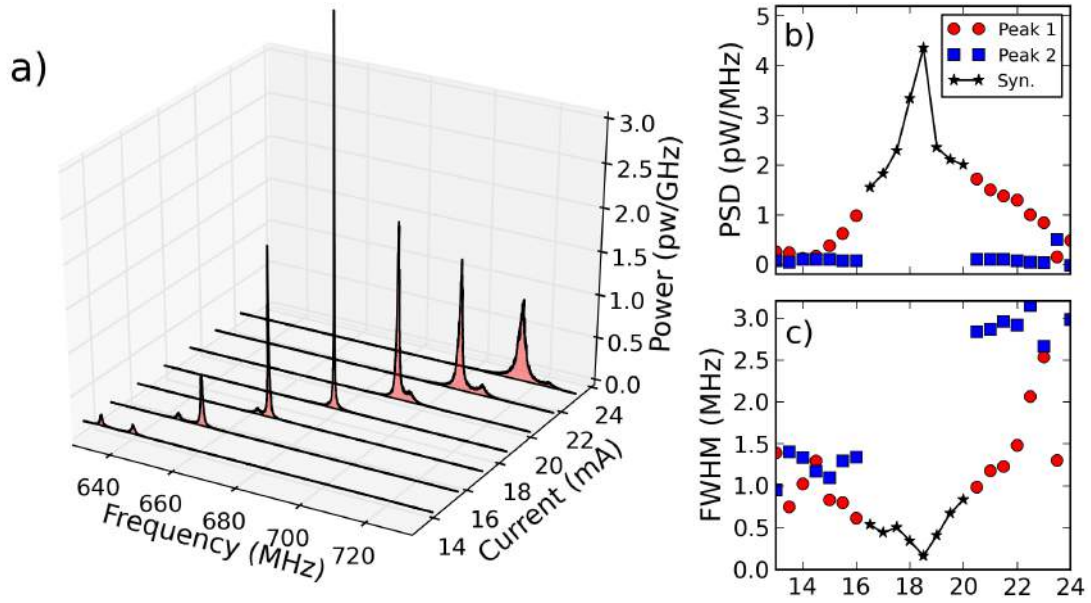 a)
3.0
2.5
2.0
1.5
1.0
0.5
0.0
Power (pw/GHz)
640
660
680
700
720
Frequency (MHz)
14
16
18
20
22
24
Current (mA)
b)
5
4
3
2
1
0
PSD (pW/MHz)
Peak 1
Peak 2
Syn.
c)
3.0
2.5
2.0
1.5
1.0
0.5
0.0
FWHM (MHz)
14 16 18 20 22 24